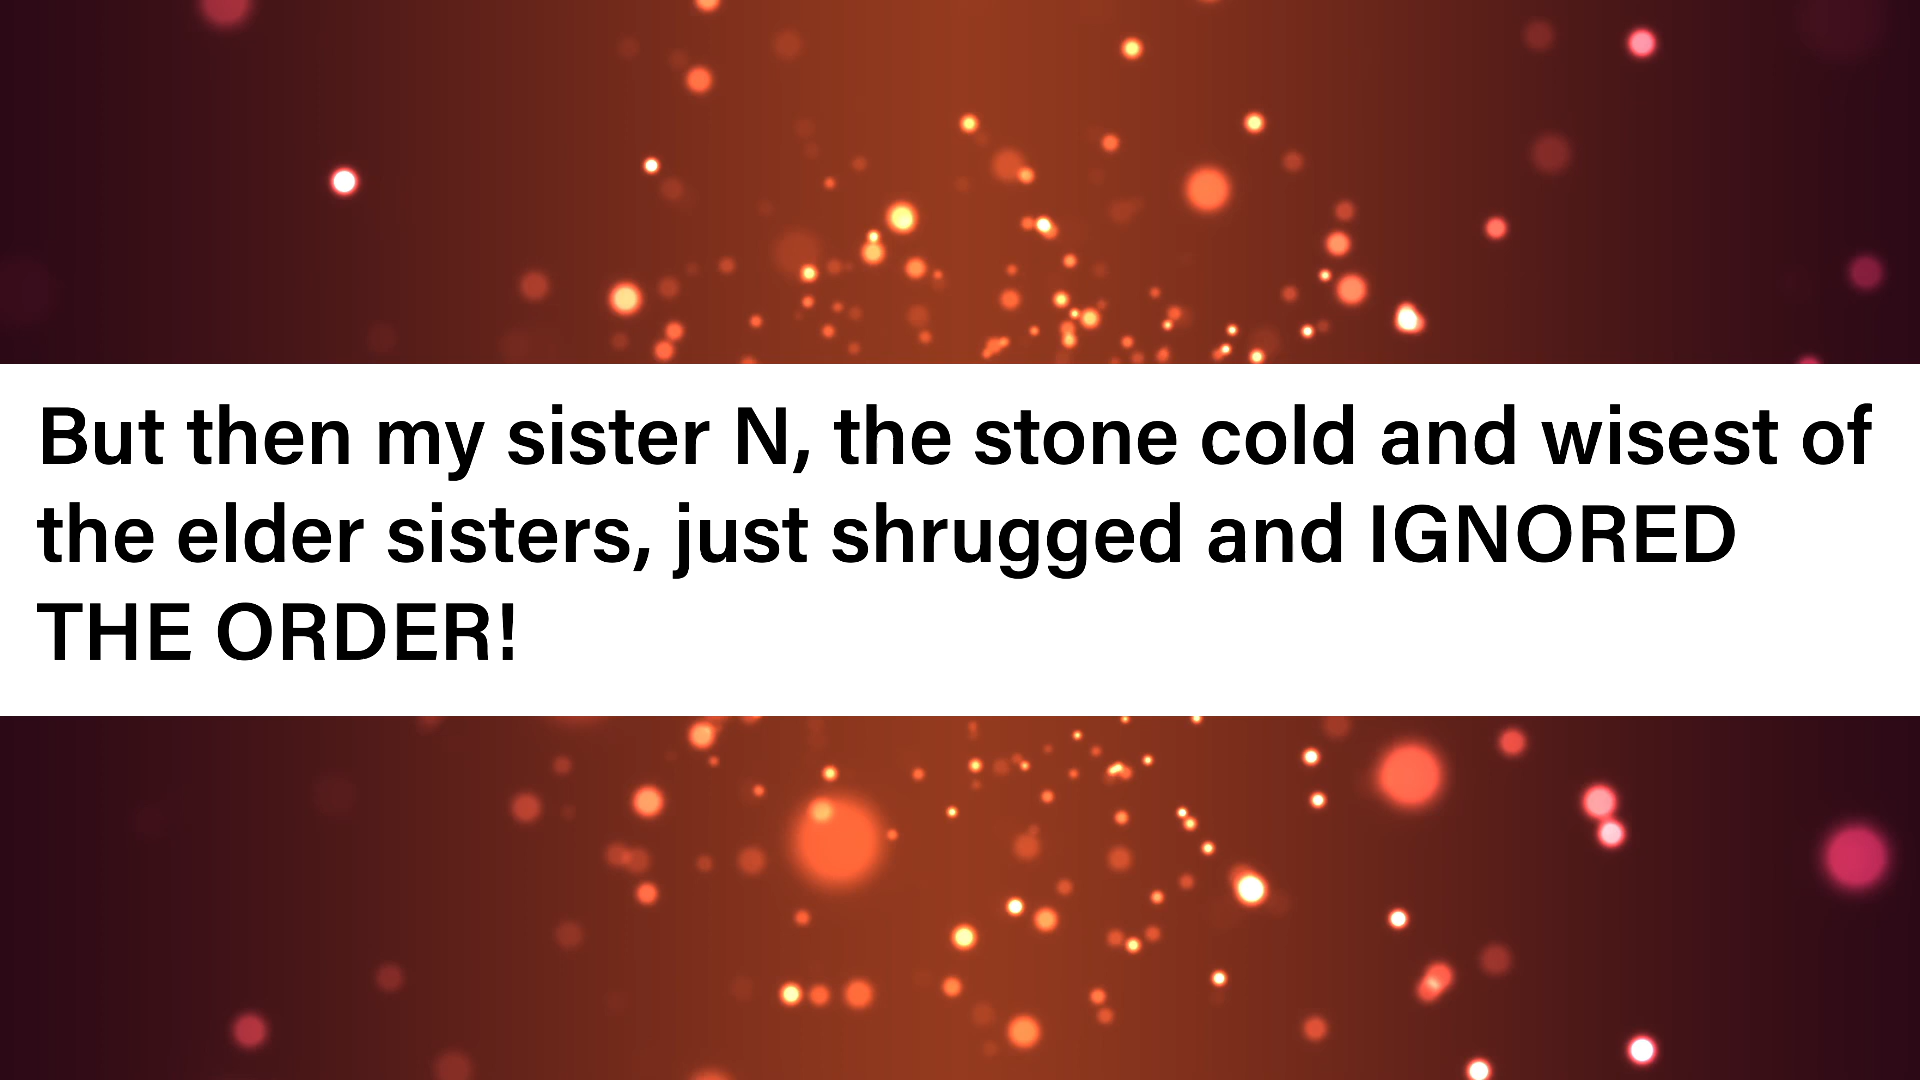 But then my sister N, the stone cold and wisest of
the elder sisters, just shrugged and IGNORED
THE ORDER!